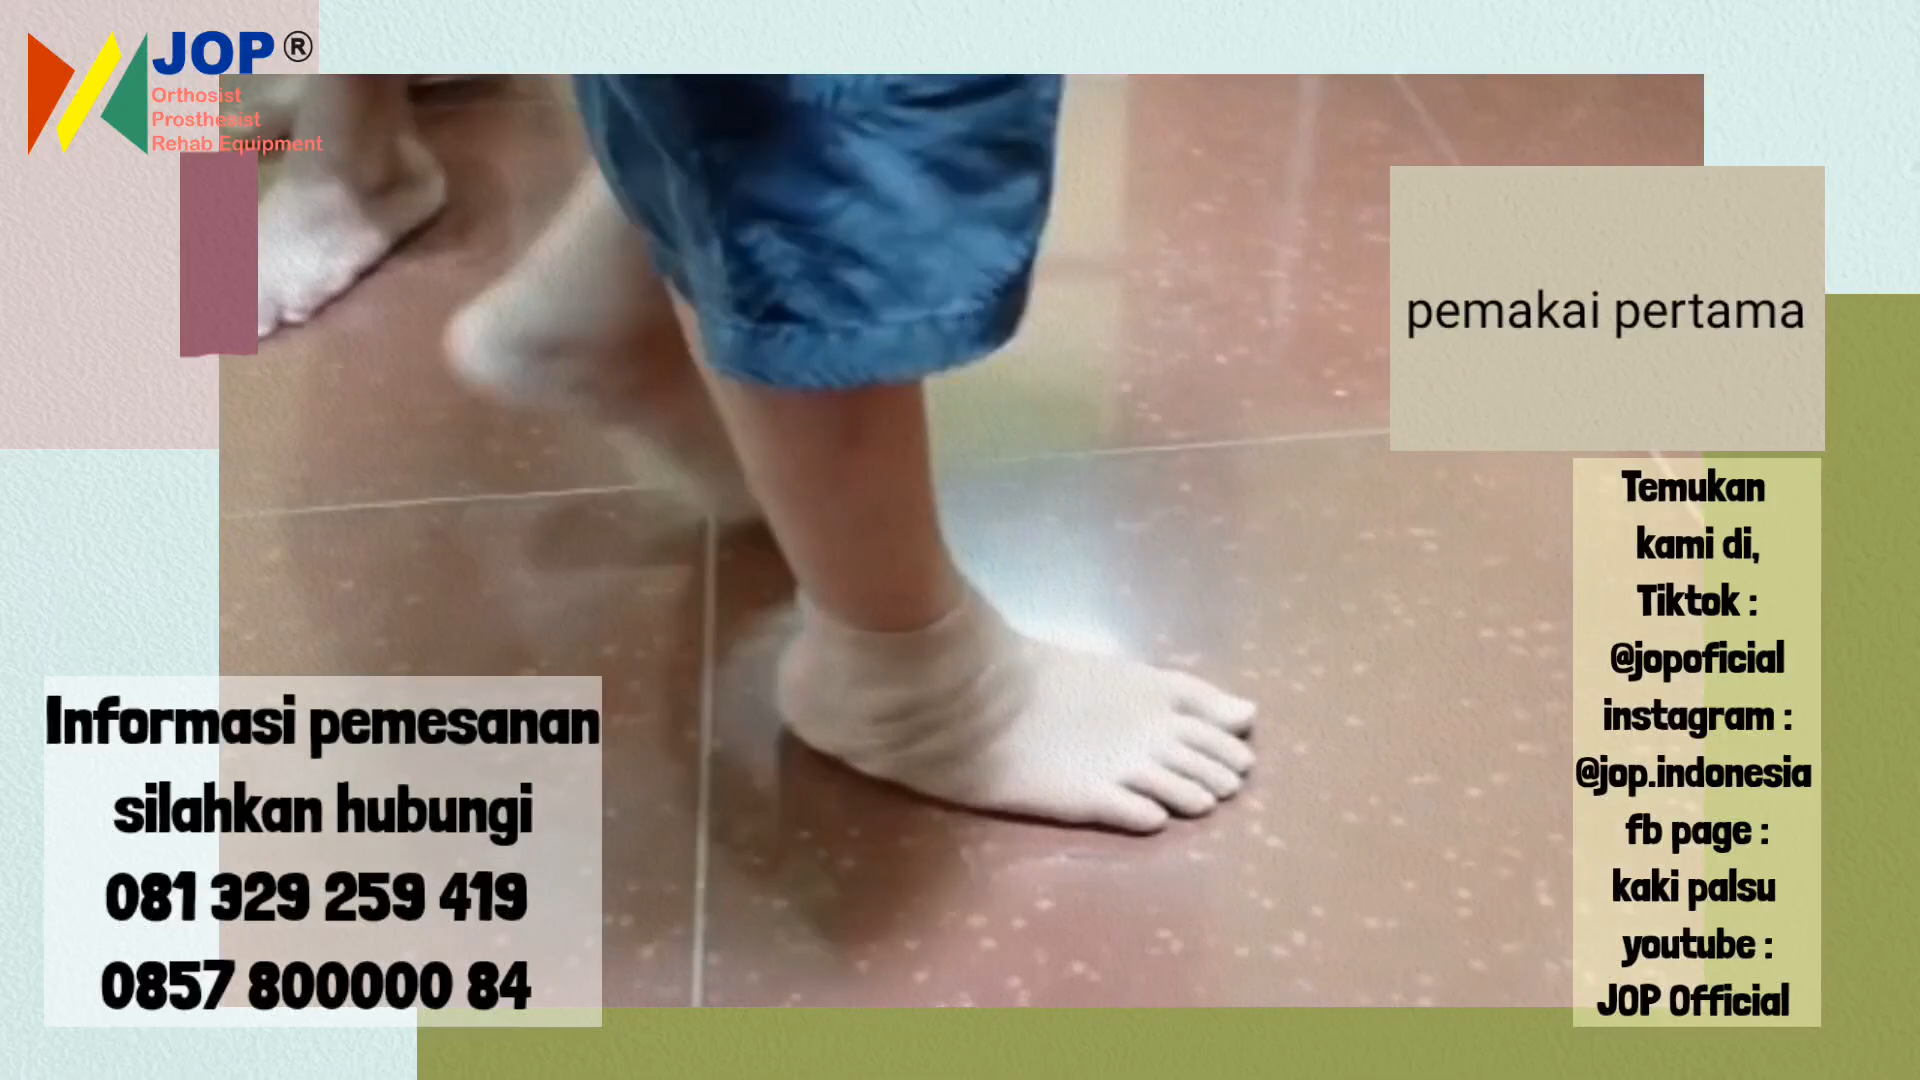 JOP®
Orthosist
Prosthesist
Rehab Equipment
pemakai pertama
Temukan
kami di,
Tiktok :
@jopoficial
instagram :
@jop.indonesia
fb page :
kaki palsu
youtube :
JOP Official
Informasi pemesanan
silahkan hubungi
081 329 259 419
0857 800000 84